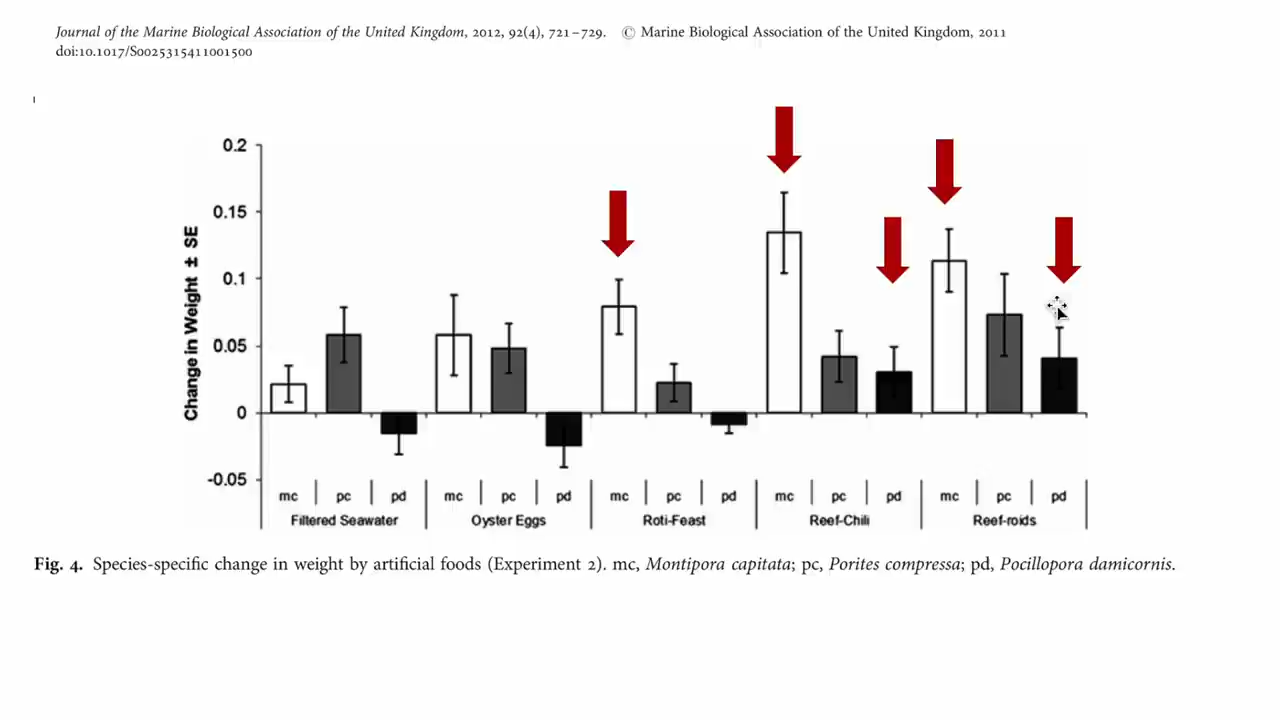 Journal of the Marine Biological Association of the United Kingdom, 2012, 92(4), 721–729. © Marine Biological Association of the United Kingdom, 2011
doi:10.1017/S0025315411001500
0.2
0.15
0.1
0.05
0
-0.05
Change in Weight ± SE
mc pc pd mc pc pd mc pc pd mc pc pd mc pc pd
Filtered Seawater Oyster Eggs Roti-Feast Reef-Chili Reef-roids
Fig. 4. Species-specific change in weight by artificial foods (Experiment 2). mc, Montipora capitata; pc, Porites compressa; pd, Pocillopora damicornis.